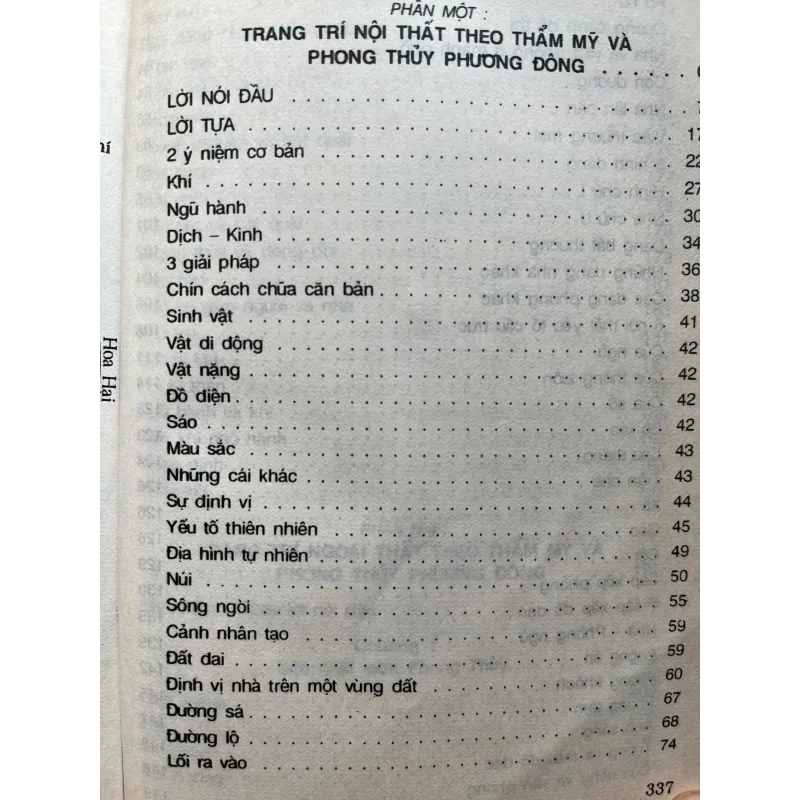 PHẦN MỘT :
TRANG TRÍ NỘI THẤT THEO THẨM MỸ VÀ
PHONG THỦY PHƯƠNG ĐÔNG . . . . . .
LỜI NÓI ĐẦU . . . . . . 7
LỜI TỰA . . . . . . 17
2 ý niệm cơ bản . . . . . . 22
Khí . . . . . . 27
Ngũ hành . . . . . . 30
Dịch – Kinh . . . . . . 34
3 giải pháp . . . . . . 36
Chín cách chữa căn bản . . . . . . 38
Sinh vật . . . . . . 41
Vật di động . . . . . . 42
Vật nặng . . . . . . 42
Đồ điện . . . . . . 42
Sáo . . . . . . 42
Màu sắc . . . . . . 43
Những cái khác . . . . . . 43
Sự định vị . . . . . . 44
Yếu tố thiên nhiên . . . . . . 45
Địa hình tự nhiên . . . . . . 49
Núi . . . . . . 50
Sông ngòi . . . . . . 55
Cảnh nhân tạo . . . . . . 59
Đất đai . . . . . . 59
Định vị nhà trên một vùng đất . . . . . . 60
Đường sá . . . . . . 67
Đường lộ . . . . . . 68
Lối ra vào . . . . . . 74
337
Hoa Hại